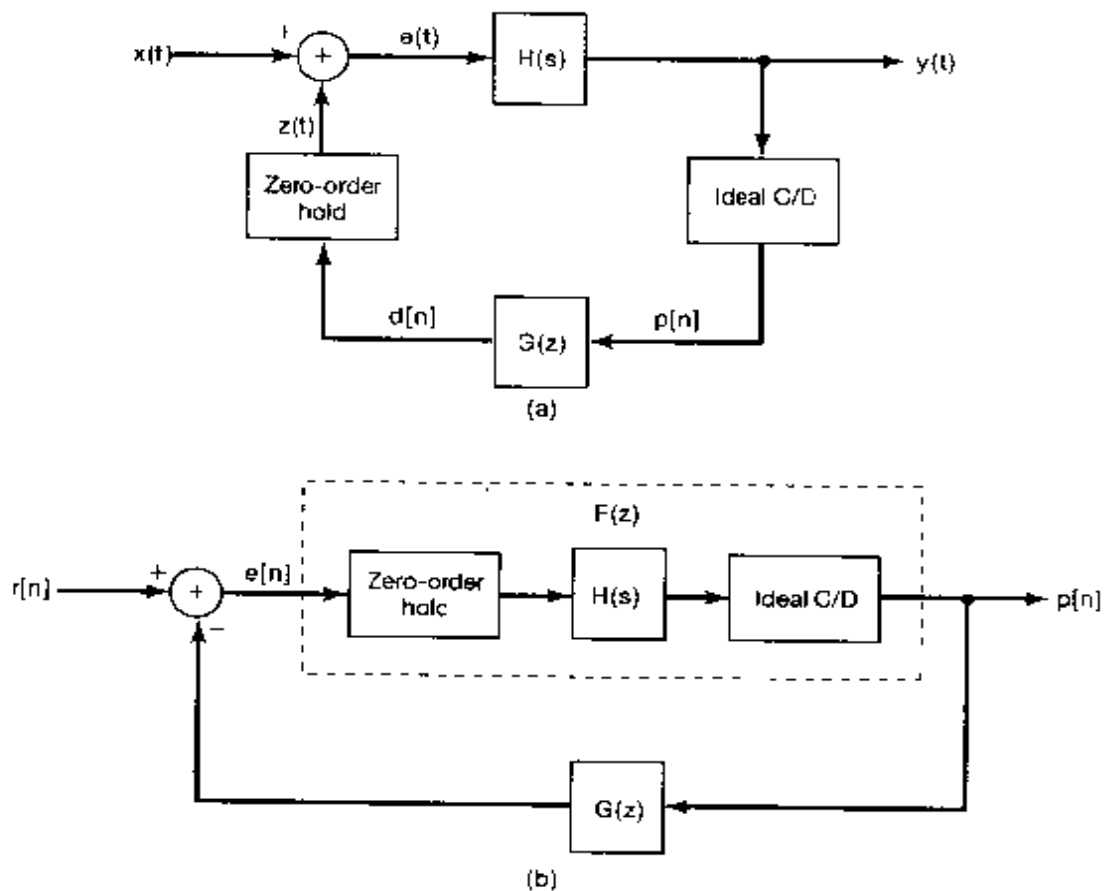 x(t)
+
+
e(t)
H(s)
y(t)
z(t)
Zero-order
hold
Ideal C/D
d[n]
G(z)
p[n]
(a)
F(z)
r[n]
+
+
e[n]
Zero-order
hold
H(s)
Ideal C/D
p[n]
−
G(z)
(b)